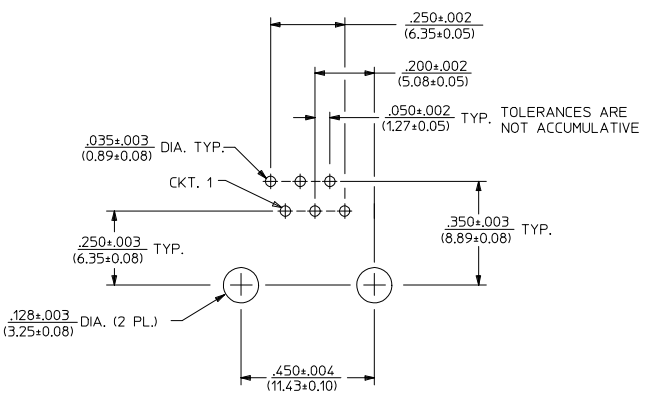 .250±.002
(6.35±0.05)
.200±.002
(5.08±0.05)
.050±.002
(1.27±0.05) TYP. TOLERANCES ARE
NOT ACCUMULATIVE
.035±.003
(0.89±0.08) DIA. TYP.
CKT. 1
.350±.003
(8.89±0.08) TYP.
.250±.003
(6.35±0.08) TYP.
.128±.003
(3.25±0.08) DIA. (2 PL.)
.450±.004
(11.43±0.10)